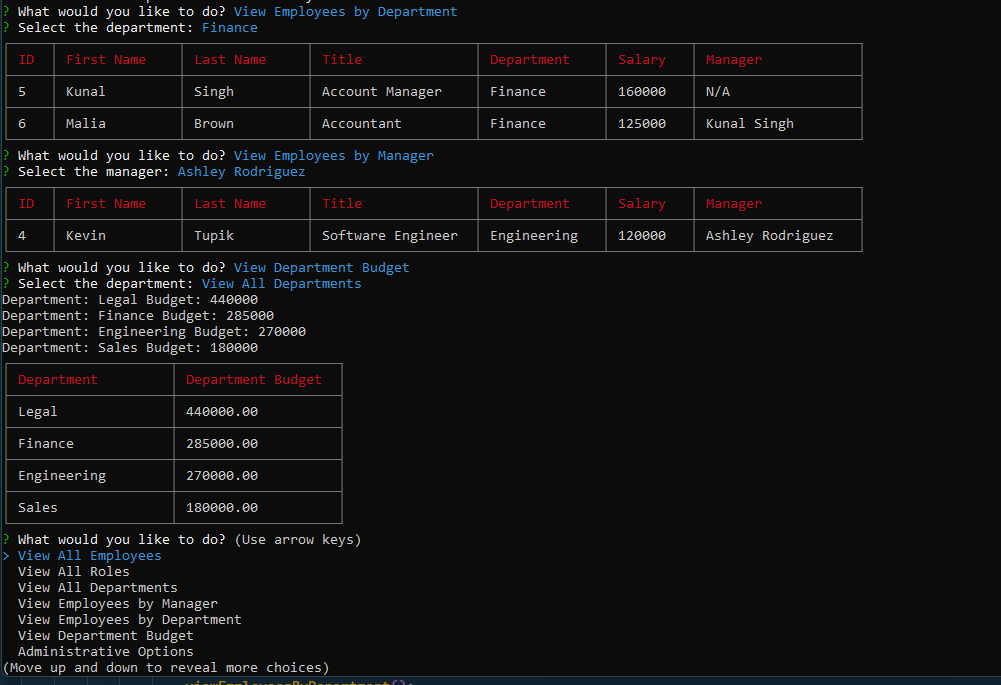 ? What would you like to do? View Employees by Department
? Select the department: Finance
ID First Name Last Name Title Department Salary Manager
5 Kunal Singh Account Manager Finance 160000 N/A
6 Malia Brown Accountant Finance 125000 Kunal Singh
? What would you like to do? View Employees by Manager
? Select the manager: Ashley Rodriguez
ID First Name Last Name Title Department Salary Manager
4 Kevin Tupik Software Engineer Engineering 120000 Ashley Rodriguez
? What would you like to do? View Department Budget
? Select the department: View All Departments
Department: Legal Budget: 440000
Department: Finance Budget: 285000
Department: Engineering Budget: 270000
Department: Sales Budget: 180000
Department Department Budget
Legal 440000.00
Finance 285000.00
Engineering 270000.00
Sales 180000.00
? What would you like to do? (Use arrow keys)
> View All Employees
View All Roles
View All Departments
View Employees by Manager
View Employees by Department
View Department Budget
Administrative Options
(Move up and down to reveal more choices)